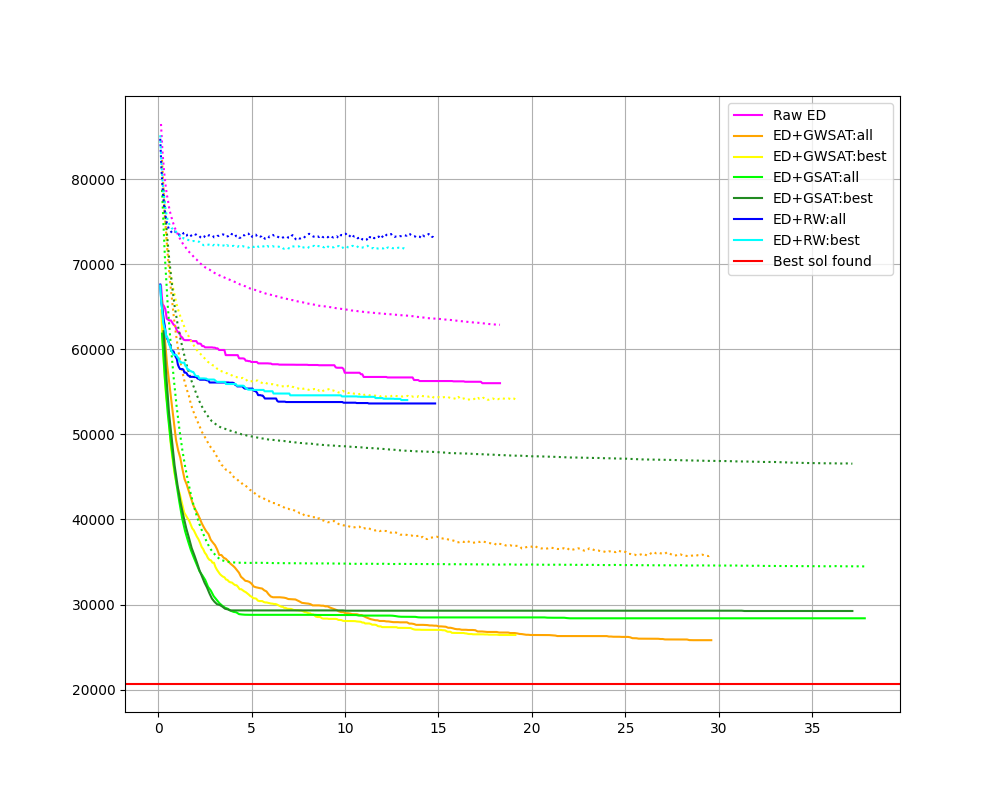 Raw ED
ED+GWSAT:all
ED+GWSAT:best
ED+GSAT:all
ED+GSAT:best
ED+RW:all
ED+RW:best
Best sol found
80000
70000
60000
50000
40000
30000
20000
0 5 10 15 20 25 30 35